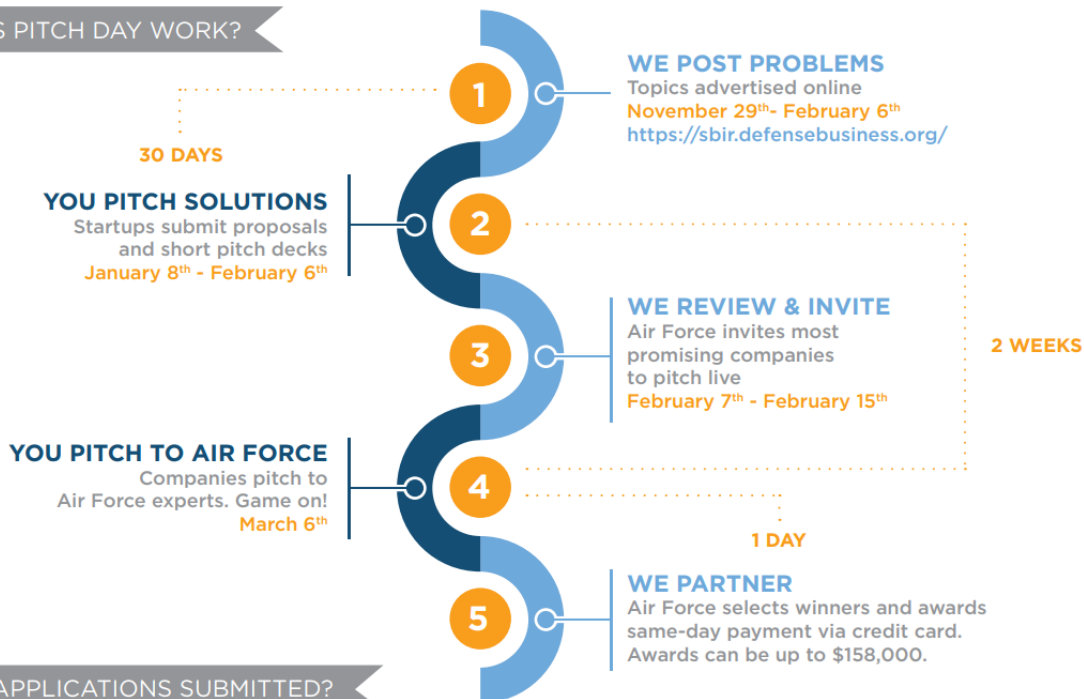 S PITCH DAY WORK?
1
WE POST PROBLEMS
Topics advertised online
November 29th- February 6th
https://sbir.defensebusiness.org/
30 DAYS
YOU PITCH SOLUTIONS
Startups submit proposals
and short pitch decks
January 8th - February 6th
2
3
WE REVIEW & INVITE
Air Force invites most
promising companies
to pitch live
February 7th - February 15th
2 WEEKS
YOU PITCH TO AIR FORCE
Companies pitch to
Air Force experts. Game on!
March 6th
4
1 DAY
5
WE PARTNER
Air Force selects winners and awards
same-day payment via credit card.
Awards can be up to $158,000.
APPLICATIONS SUBMITTED?